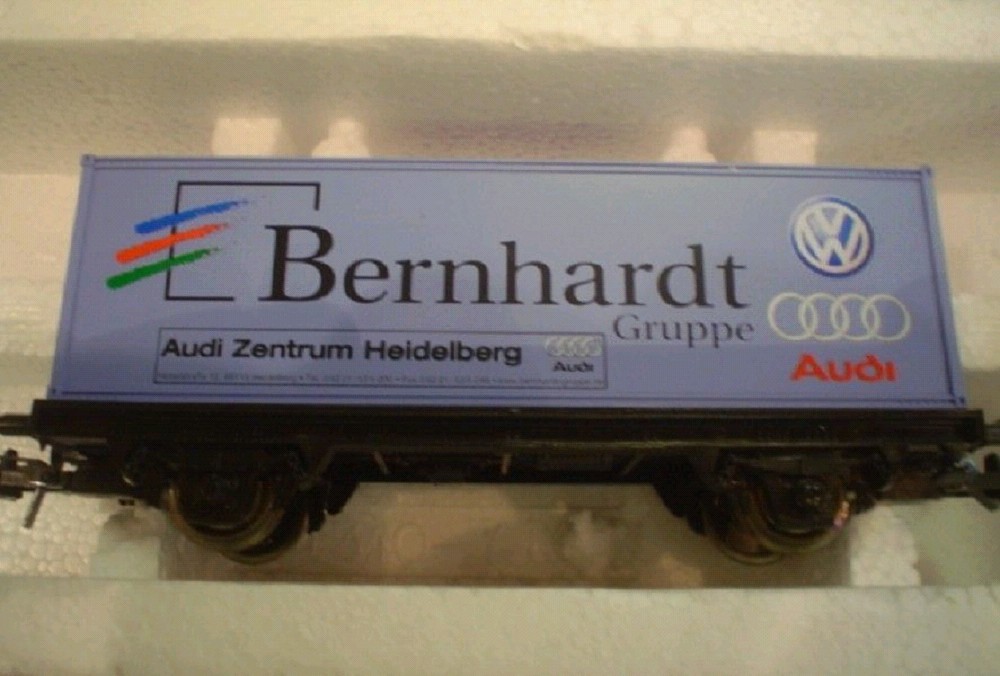 Bernhardt
Gruppe
Audi Zentrum Heidelberg
Audi
Audi